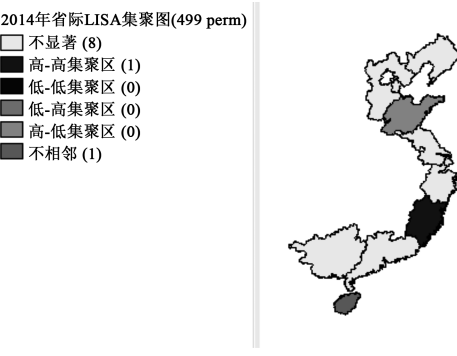 2014年省际LISA集聚图(499 perm)
不显著 (8)
高-高集聚区 (1)
低-低集聚区 (0)
低-高集聚区 (0)
高-低集聚区 (0)
不相邻 (1)